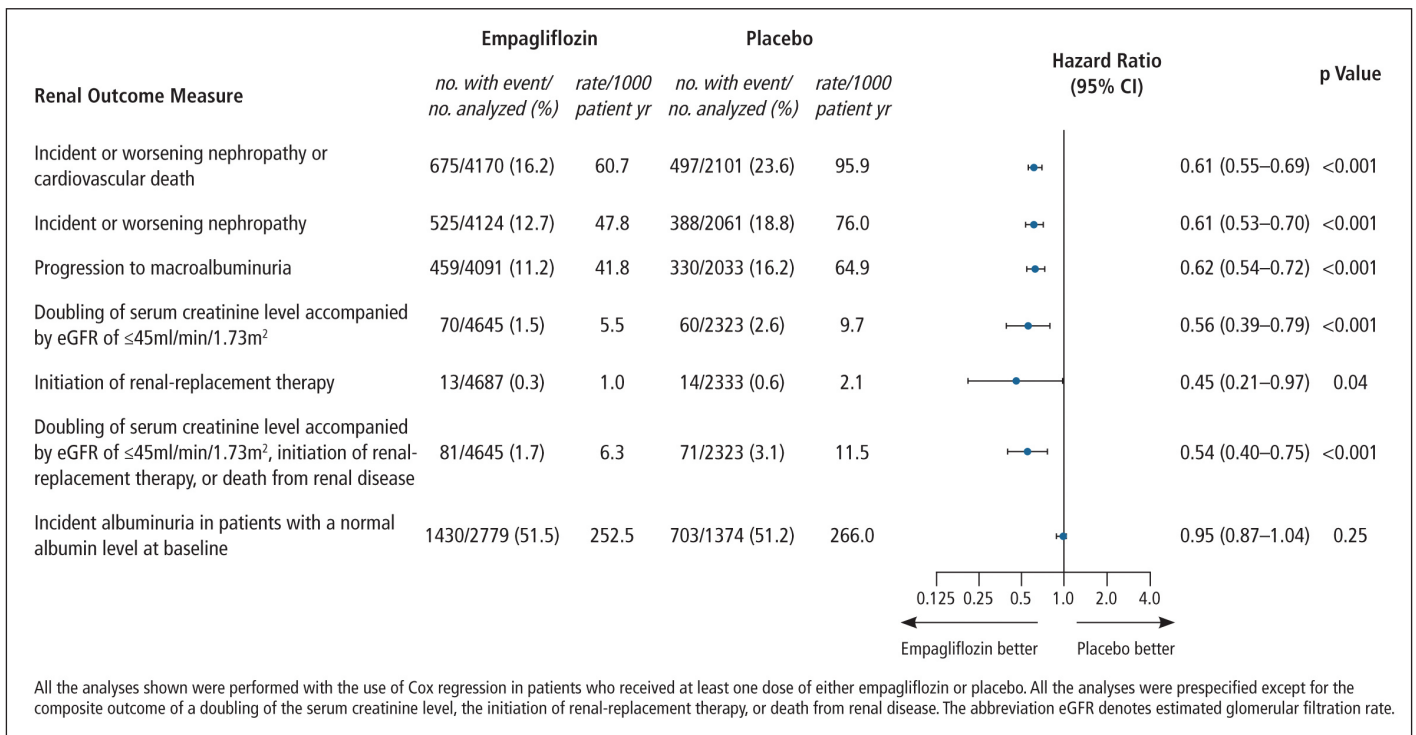 Empagliflozin Placebo
Renal Outcome Measure no. with event/ no. analyzed (%) rate/1000 patient yr no. with event/ no. analyzed (%) rate/1000 patient yr Hazard Ratio (95% CI) p Value
Incident or worsening nephropathy or
cardiovascular death 675/4170 (16.2) 60.7 497/2101 (23.6) 95.9 0.61 (0.55–0.69) <0.001
Incident or worsening nephropathy 525/4124 (12.7) 47.8 388/2061 (18.8) 76.0 0.61 (0.53–0.70) <0.001
Progression to macroalbuminuria 459/4091 (11.2) 41.8 330/2033 (16.2) 64.9 0.62 (0.54–0.72) <0.001
Doubling of serum creatinine level accompanied
by eGFR of ≤45ml/min/1.73m² 70/4645 (1.5) 5.5 60/2323 (2.6) 9.7 0.56 (0.39–0.79) <0.001
Initiation of renal-replacement therapy 13/4687 (0.3) 1.0 14/2333 (0.6) 2.1 0.45 (0.21–0.97) 0.04
Doubling of serum creatinine level accompanied
by eGFR of ≤45ml/min/1.73m², initiation of renal-
replacement therapy, or death from renal disease 81/4645 (1.7) 6.3 71/2323 (3.1) 11.5 0.54 (0.40–0.75) <0.001
Incident albuminuria in patients with a normal
albumin level at baseline 1430/2779 (51.5) 252.5 703/1374 (51.2) 266.0 0.95 (0.87–1.04) 0.25
0.125 0.25 0.5 1.0 2.0 4.0
Empagliflozin better Placebo better
All the analyses shown were performed with the use of Cox regression in patients who received at least one dose of either empagliflozin or placebo. All the analyses were prespecified except for the
composite outcome of a doubling of the serum creatinine level, the initiation of renal-replacement therapy, or death from renal disease. The abbreviation eGFR denotes estimated glomerular filtration rate.